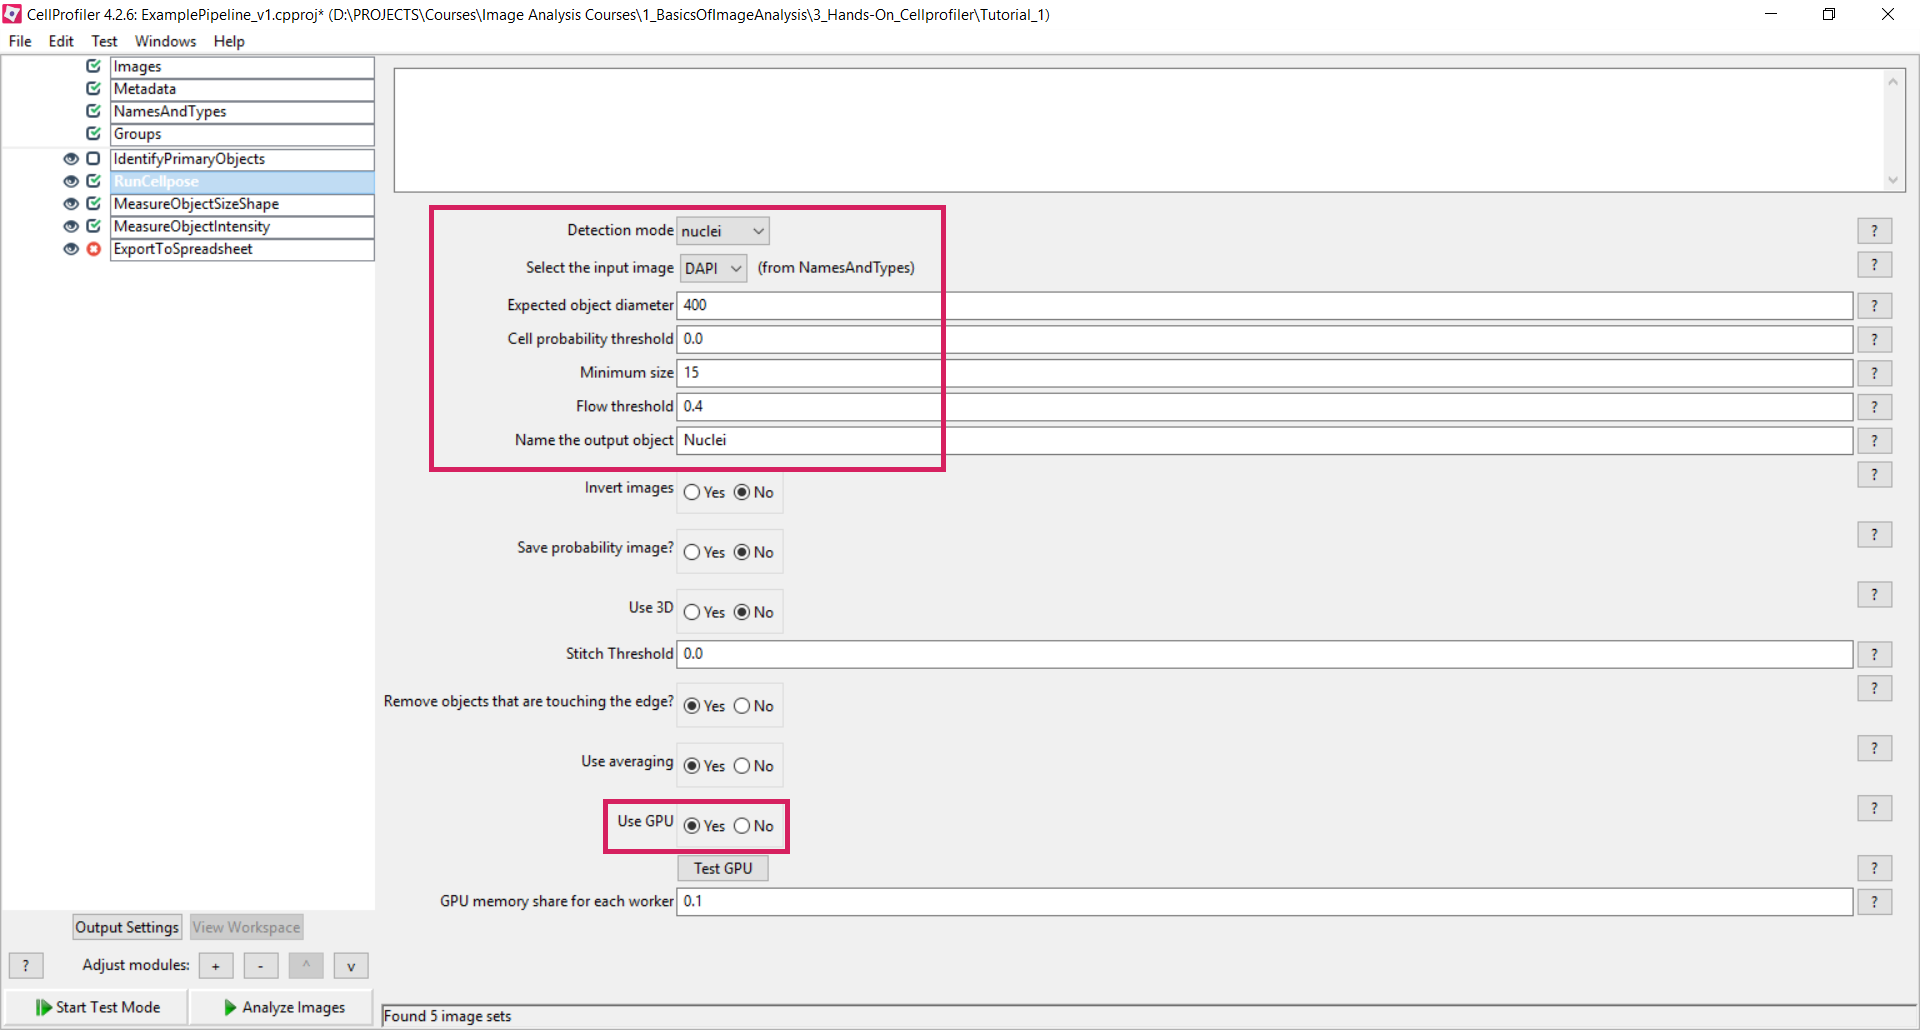 CellProfiler 4.2.6: ExamplePipeline_v1.cpproj* (D:\PROJECTS\Courses\Image Analysis Courses\1_BasicsOfImageAnalysis\3_Hands-On_Cellprofiler\Tutorial_1)
File Edit Test Windows Help
Images
Metadata
NamesAndTypes
Groups
IdentifyPrimaryObjects
RunCellpose
MeasureObjectSizeShape
MeasureObjectIntensity
ExportToSpreadsheet
Detection mode nuclei ?
Select the input image DAPI (from NamesAndTypes) ?
Expected object diameter 400 ?
Cell probability threshold 0.0 ?
Minimum size 15 ?
Flow threshold 0.4 ?
Name the output object Nuclei ?
Invert images Yes No ?
Save probability image? Yes No ?
Use 3D Yes No ?
Stitch Threshold 0.0 ?
Remove objects that are touching the edge? Yes No ?
Use averaging Yes No ?
Use GPU Yes No ?
Test GPU ?
GPU memory share for each worker 0.1 ?
Output Settings View Workspace
? Adjust modules: + - ^ v
Start Test Mode Analyze Images
Found 5 image sets